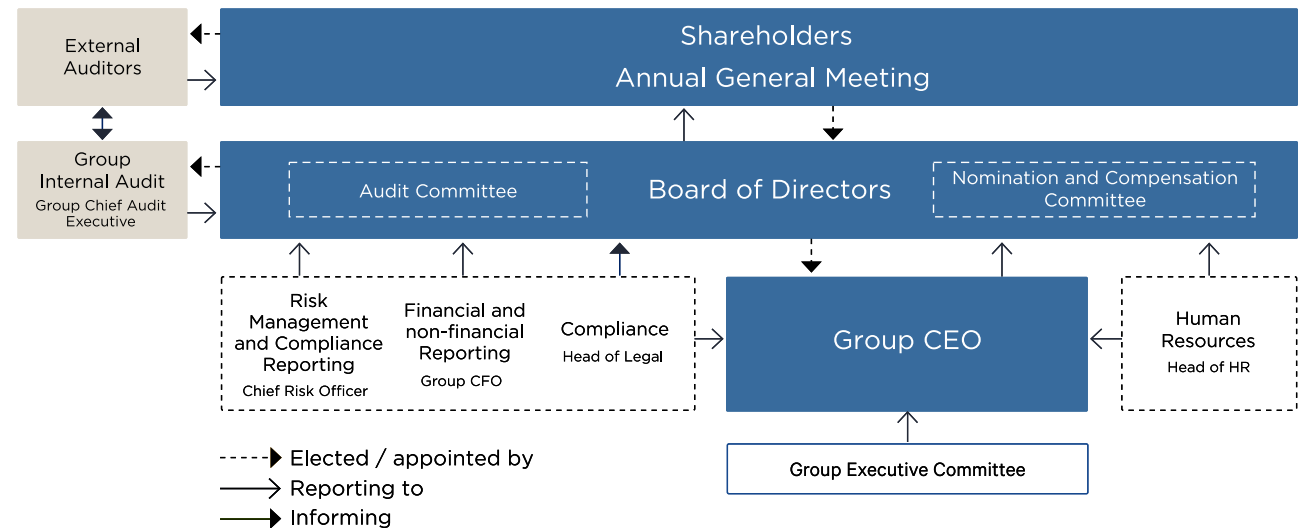 External
Auditors
Shareholders
Annual General Meeting
Group
Internal Audit
Group Chief Audit
Executive
Audit Committee
Board of Directors
Nomination and Compensation
Committee
Risk
Management
and Compliance
Reporting
Chief Risk Officer
Financial and
non-financial
Reporting
Group CFO
Compliance
Head of Legal
Group CEO
Human
Resources
Head of HR
Group Executive Committee
Elected / appointed by
Reporting to
Informing